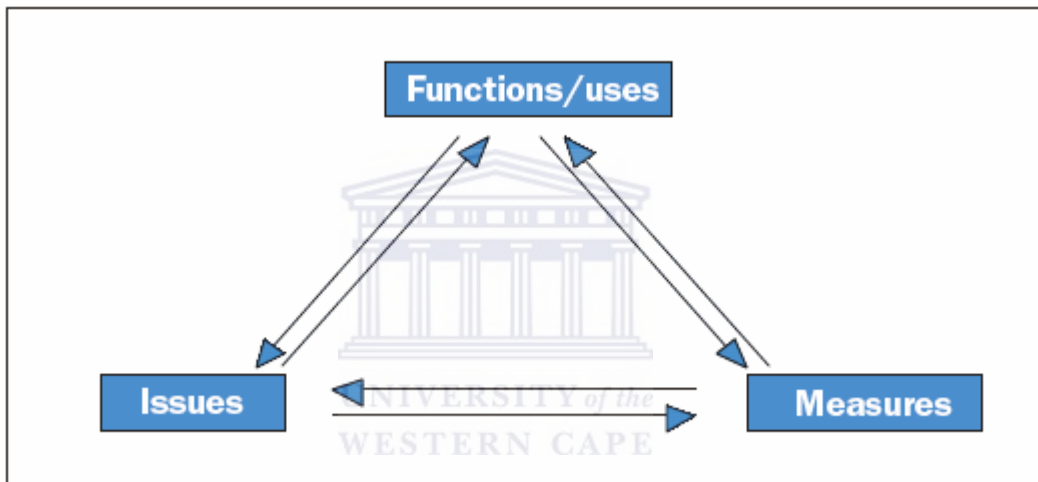 Functions/uses
Issues
Measures
UNIVERSITY of the
WESTERN CAPE